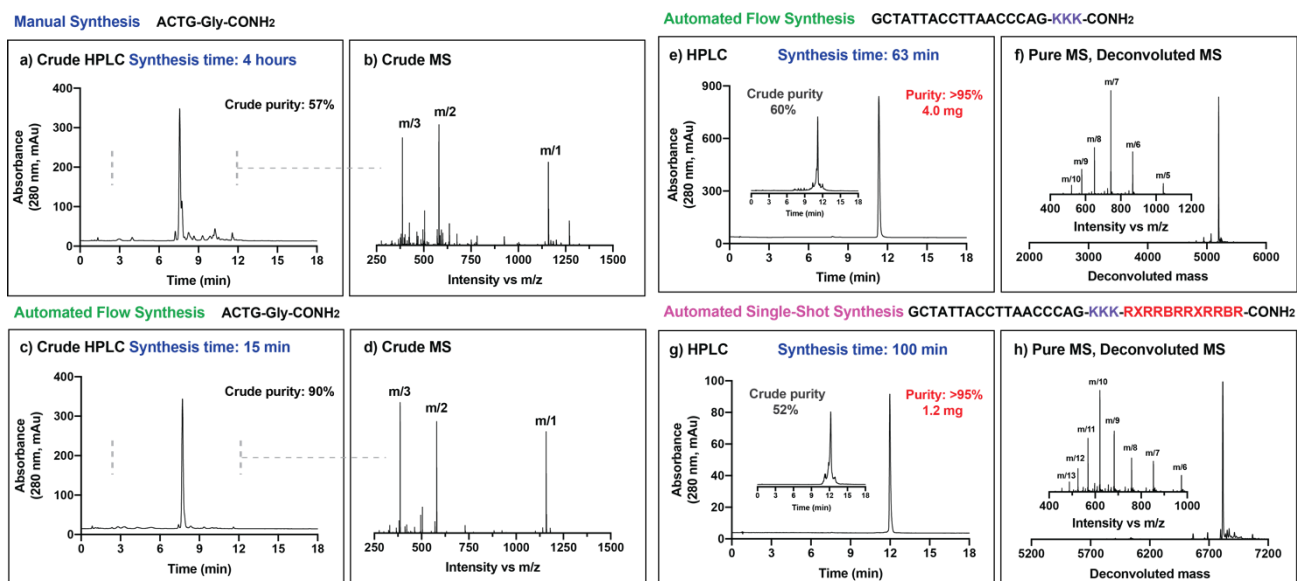 Manual Synthesis ACTG-Gly-CONH2
a) Crude HPLC Synthesis time: 4 hours
Crude purity: 57%
Absorbance
(280 nm, mAu)
400
300
200
100
0
0 3 6 9 12 15 18
Time (min)
b) Crude MS
m/3
m/2
m/1
250 500 750 1000 1250 1500
Intensity vs m/z
Automated Flow Synthesis ACTG-Gly-CONH2
c) Crude HPLC Synthesis time: 15 min
Crude purity: 90%
Absorbance
(280 nm, mAu)
400
300
200
100
0
0 3 6 9 12 15 18
Time (min)
d) Crude MS
m/3
m/2
m/1
250 500 750 1000 1250 1500
Intensity vs m/z
Automated Flow Synthesis GCTATTACCTTAACCCAG-KKK-CONH2
e) HPLC Synthesis time: 63 min
Crude purity
60%
Purity: >95%
4.0 mg
Absorbance
(280 nm, mAu)
900
600
300
0
0 3 6 9 12 15 18
Time (min)
0 3 6 9 12 15 18
Time (min)
f) Pure MS, Deconvoluted MS
m/7
m/8
m/6
m/9
m/10
m/5
400 600 800 1000 1200
Intensity vs m/z
2000 3000 4000 5000 6000
Deconvoluted mass
Automated Single-Shot Synthesis GCTATTACCTTAACCCAG-KKK-RXRRBRRXRRBR-CONH2
g) HPLC Synthesis time: 100 min
Crude purity
52%
Purity: >95%
1.2 mg
Absorbance
(280 nm, mAu)
100
80
60
40
20
0
0 3 6 9 12 15 18
Time (min)
0 3 6 9 12 15 18
Time (min)
h) Pure MS, Deconvoluted MS
m/10
m/11
m/9
m/12
m/8
m/7
m/13
m/6
400 600 800 1000
Intensity vs m/z
5200 5700 6200 6700 7200
Deconvoluted mass